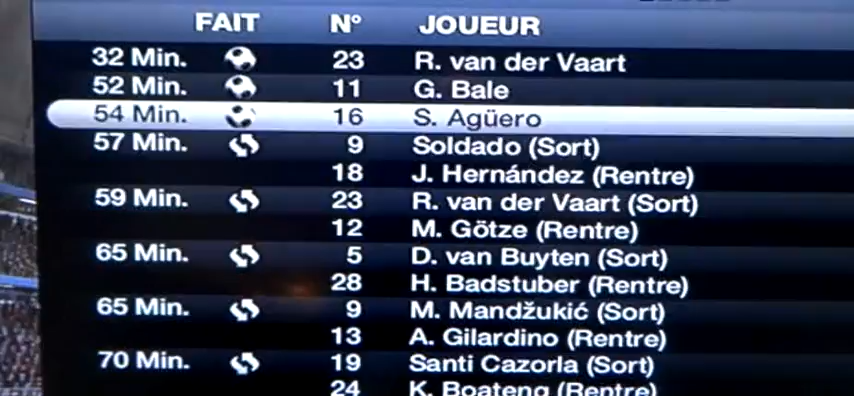 FAIT N° JOUEUR
32 Min. 23 R. van der Vaart
52 Min. 11 G. Bale
54 Min. 16 S. Agüero
57 Min. 9 Soldado (Sort)
18 J. Hernández (Rentre)
59 Min. 23 R. van der Vaart (Sort)
12 M. Götze (Rentre)
65 Min. 5 D. van Buyten (Sort)
28 H. Badstuber (Rentre)
65 Min. 9 M. Mandžukić (Sort)
13 A. Gilardino (Rentre)
70 Min. 19 Santi Cazorla (Sort)
24 K. Boateng (Rentre)